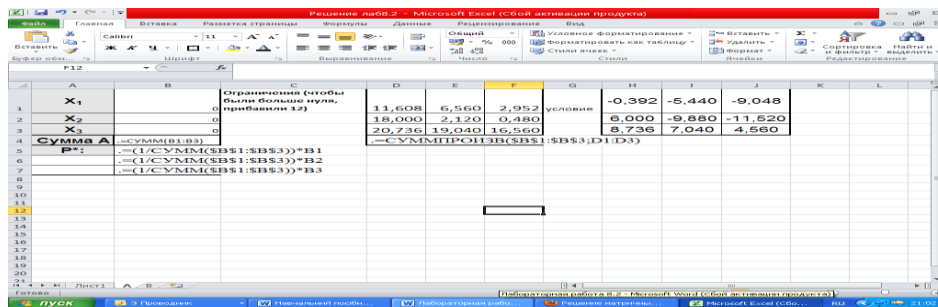 Решение лаб8.2 - Microsoft Excel (Сбой активации продукта)
Файл Главная Вставка Разметка страницы Формулы Данные Рецензирование Вид
Calibri 11 Общий Условное форматирование Вставить Σ
Вставить Ж К Ч % 000 Форматировать как таблицу Удалить Сортировка Найти и
Стили ячеек Формат и фильтр выделить
Буфер обм... Шрифт Выравнивание Число Стили Ячейки Редактирование
F12 fx
A B C D E F G H I J K L M N O
1 X₁ 0 Ограничения (чтобы были больше нуля, прибавили 12) 11,608 6,560 2,952 условие -0,392 -5,440 -9,048
2 X₂ 0 18,000 2,120 0,480 6,000 -9,880 -11,520
3 X₃ 0 20,736 19,040 16,560 8,736 7,040 4,560
4 Сумма A .=СУММ(B1:B3) .=СУММПРОИЗВ($B$1:$B$3;D1:D3)
5 P*: .=(1/СУММ($B$1:$B$3))*B1
6 .=(1/СУММ($B$1:$B$3))*B2
7 .=(1/СУММ($B$1:$B$3))*B3
8
9
10
11
12
13
14
15
16
17
18
19
20
Лист1 A B
Готово Лабораторная работа 8.2 - Microsoft Word (Сбой активации продукта)
пуск 3 Проводник Навчальний посібн... Лабораторная рабо... Решение матричны... Microsoft Excel (Сбо... RU 21:02